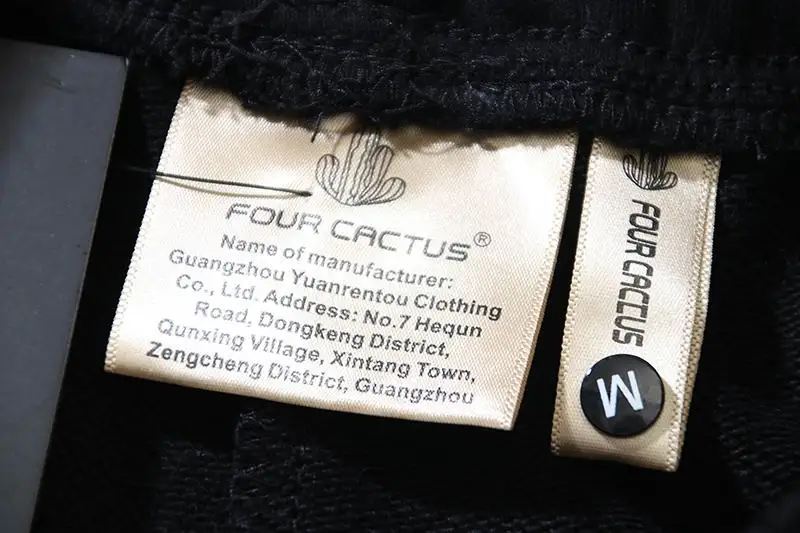 FOUR CACTUS®
Name of manufacturer:
Guangzhou Yuanrentou Clothing
Co., Ltd. Address: No.7 Hequn
Road, Dongkeng District,
Qunxing Village, Xintang Town,
Zengcheng District, Guangzhou
FOUR CACTUS
M